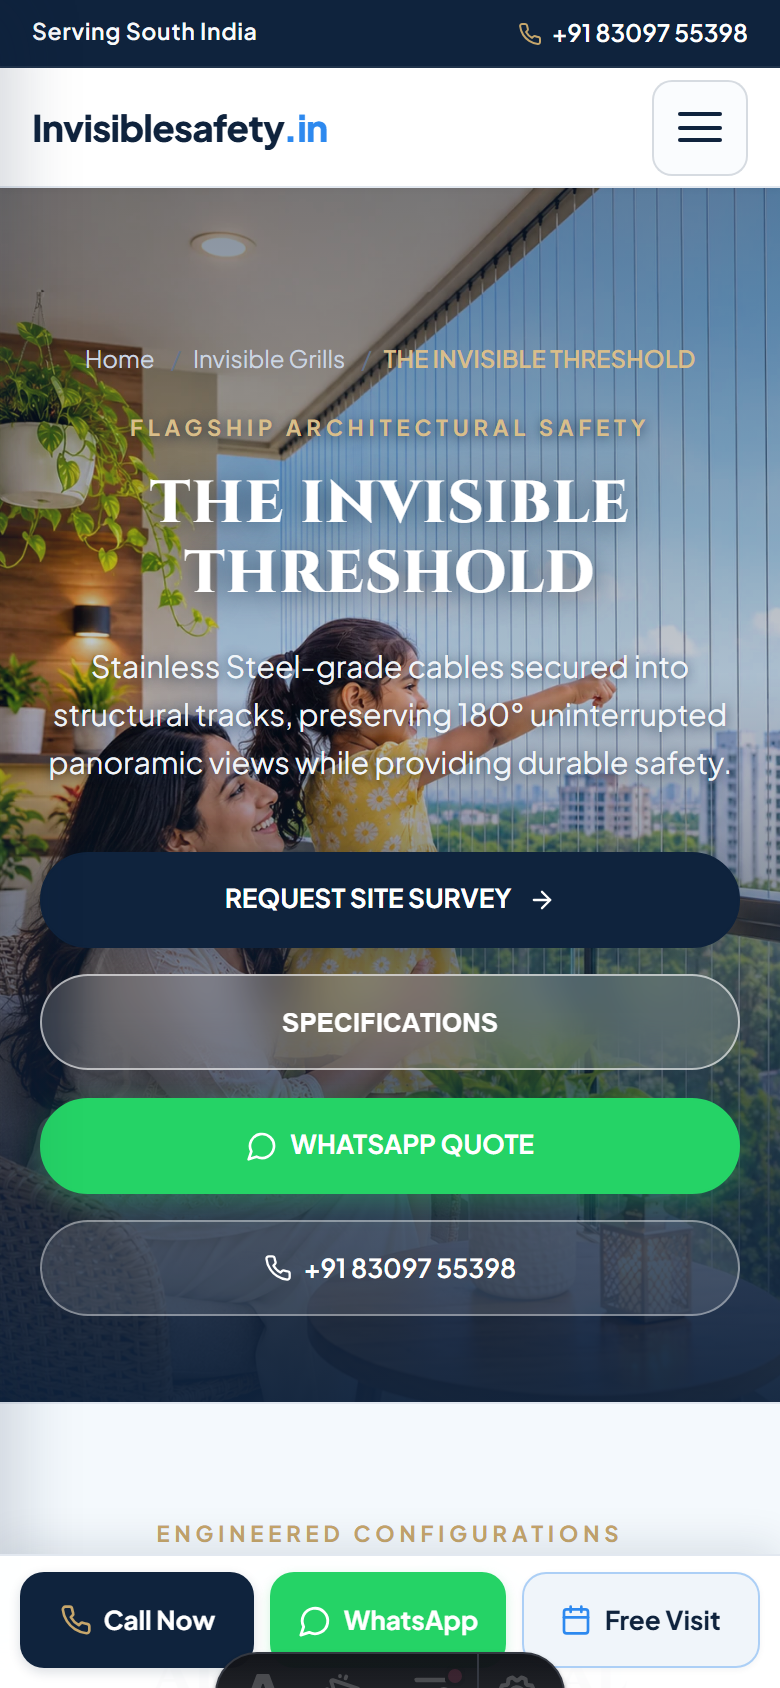 Serving South India
+91 83097 55398
Invisiblesafety.in
Home / Invisible Grills / THE INVISIBLE THRESHOLD
FLAGSHIP ARCHITECTURAL SAFETY
THE INVISIBLE
THRESHOLD
Stainless Steel-grade cables secured into
structural tracks, preserving 180° uninterrupted
panoramic views while providing durable safety.
REQUEST SITE SURVEY →
SPECIFICATIONS
WHATSAPP QUOTE
+91 83097 55398
ENGINEERED CONFIGURATIONS
Call Now
WhatsApp
Free Visit